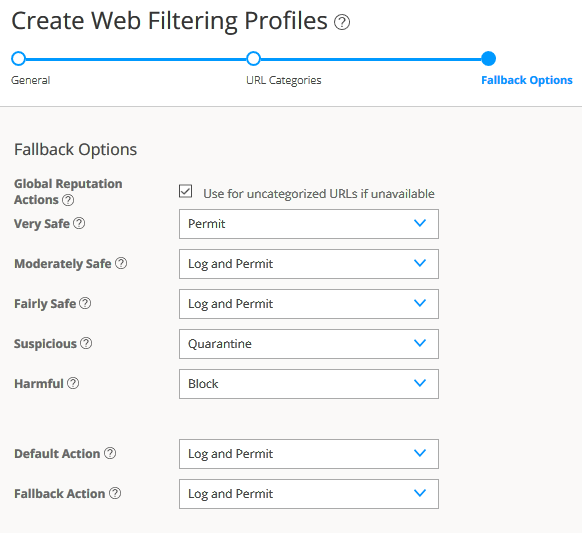 Create Web Filtering Profiles ?
General URL Categories Fallback Options
Fallback Options
Global Reputation
Actions ? Use for uncategorized URLs if unavailable
Very Safe ? Permit
Moderately Safe ? Log and Permit
Fairly Safe ? Log and Permit
Suspicious ? Quarantine
Harmful ? Block
Default Action ? Log and Permit
Fallback Action ? Log and Permit